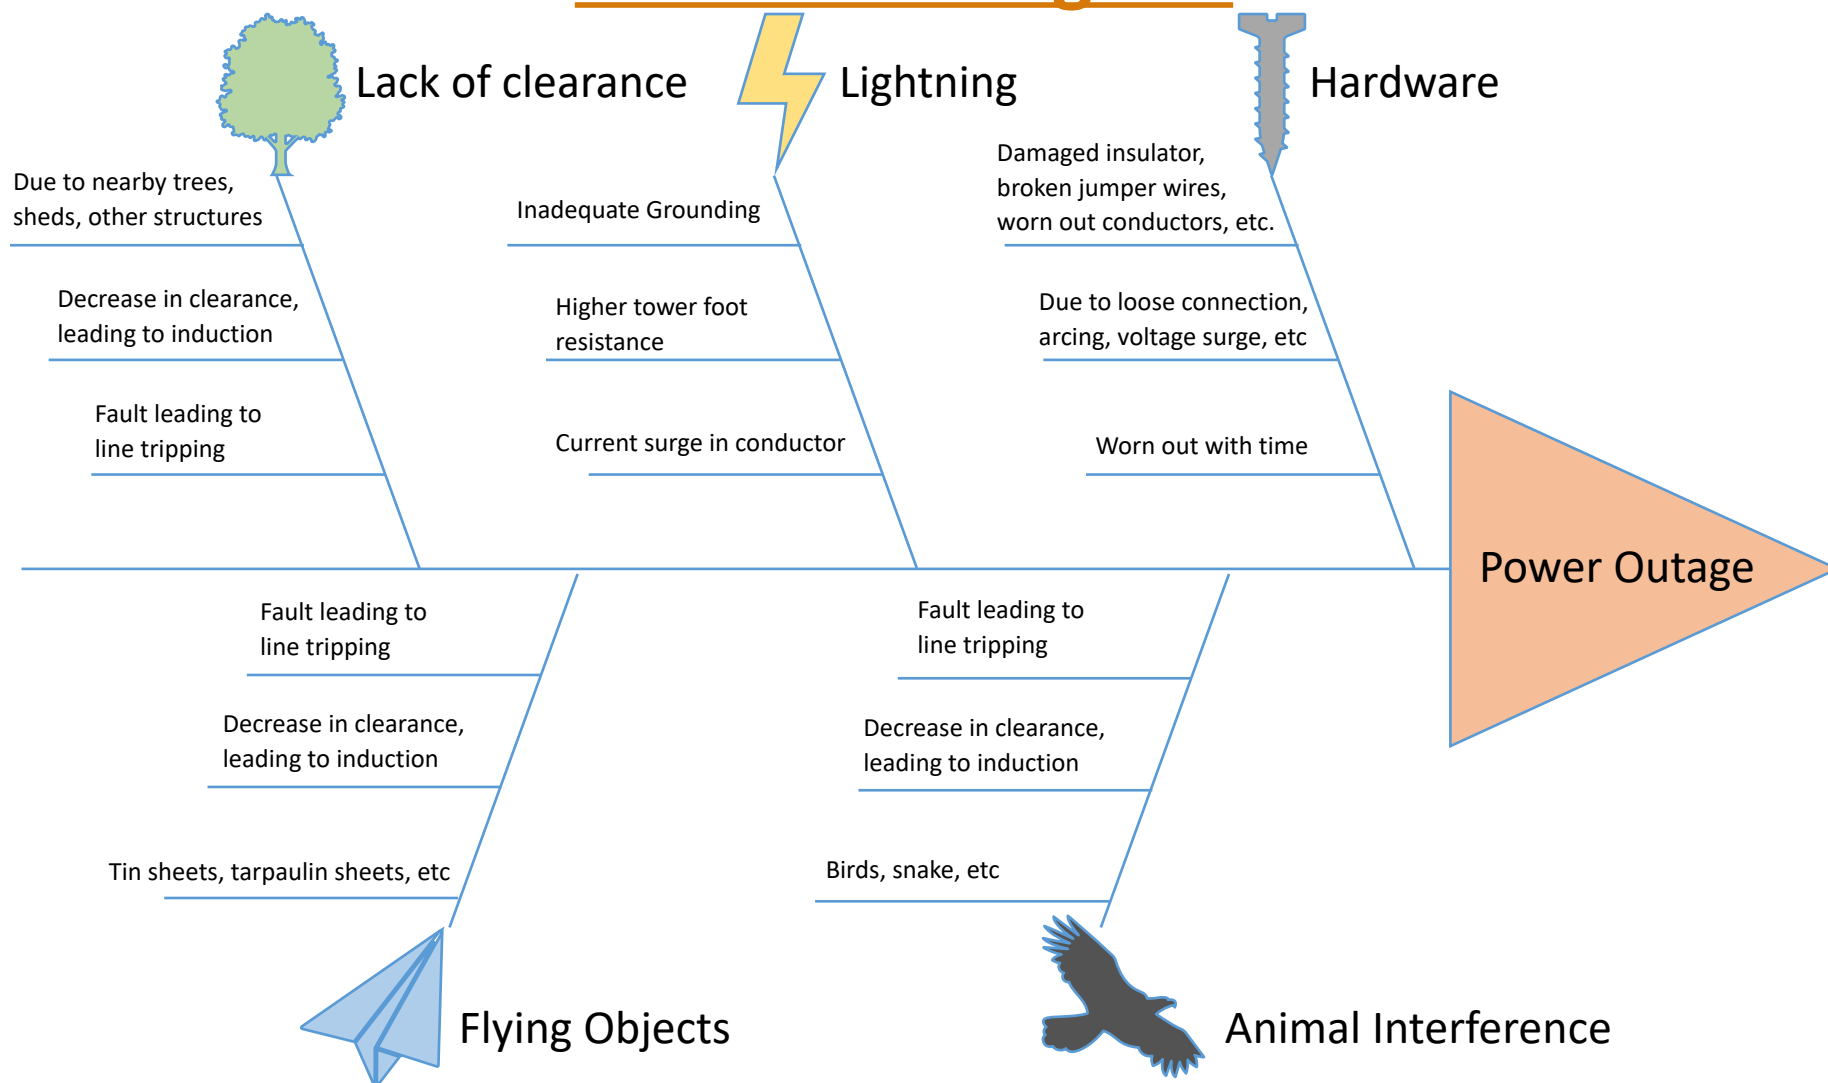 Lack of clearance
Lightning
Hardware
Due to nearby trees,
sheds, other structures
Decrease in clearance,
leading to induction
Fault leading to
line tripping
Inadequate Grounding
Higher tower foot
resistance
Current surge in conductor
Damaged insulator,
broken jumper wires,
worn out conductors, etc.
Due to loose connection,
arcing, voltage surge, etc
Worn out with time
Power Outage
Fault leading to
line tripping
Decrease in clearance,
leading to induction
Tin sheets, tarpaulin sheets, etc
Flying Objects
Fault leading to
line tripping
Decrease in clearance,
leading to induction
Birds, snake, etc
Animal Interference